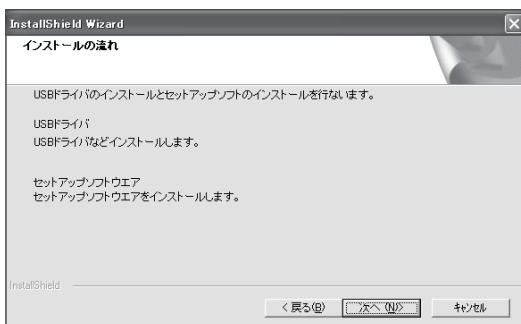 InstallShield Wizard
インストールの流れ
USBドライバのインストールとセットアップソフトのインストールを行ないます。
USBドライバ
USBドライバなどインストールします。
セットアップソフトウエア
セットアップソフトウエアをインストールします。
InstallShield
< 戻る(B)
次へ (N)>
キャンセル